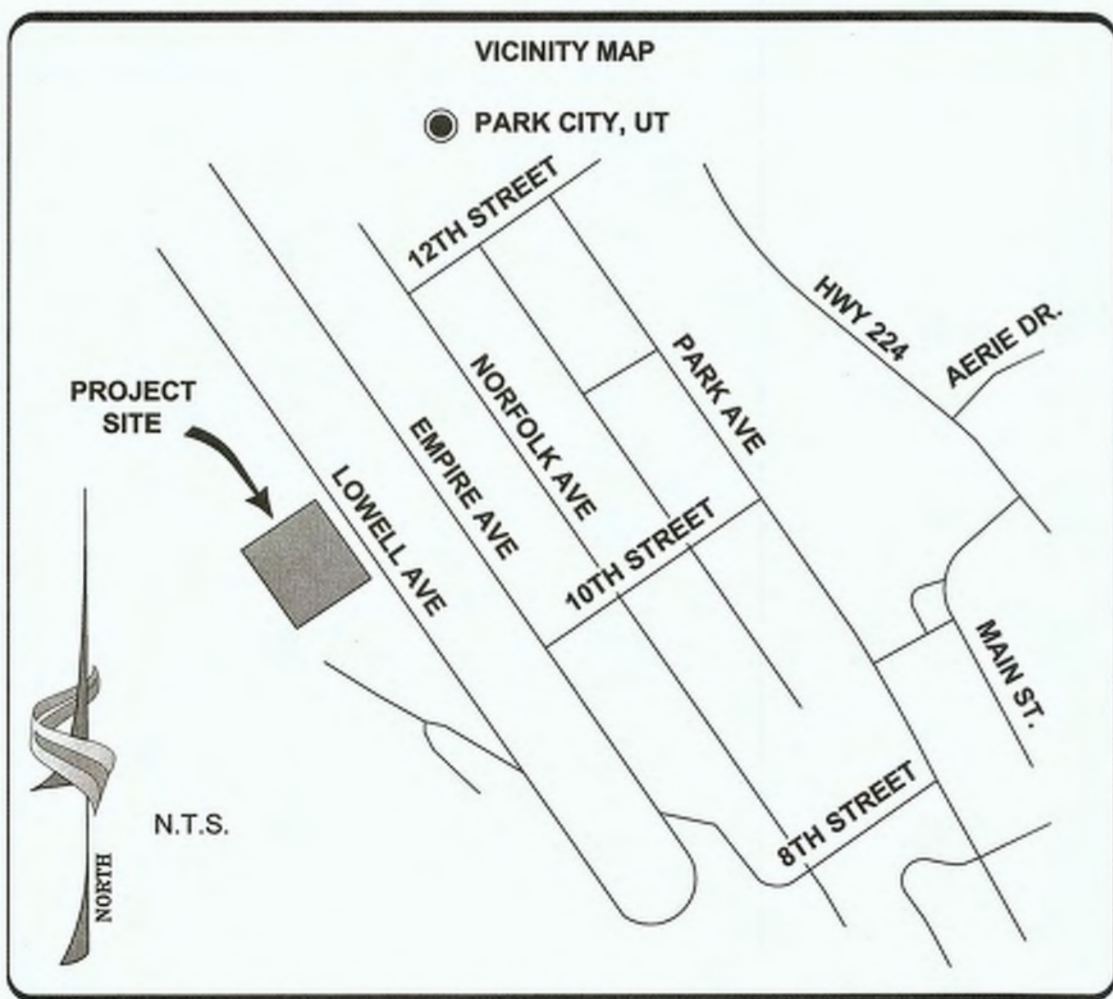 VICINITY MAP
PARK CITY, UT
12TH STREET
HWY 224
AERIE DR.
PARK AVE
NORFOLK AVE
PROJECT
SITE
EMPIRE AVE
LOWELL AVE
10TH STREET
MAIN ST.
8TH STREET
N.T.S.
NORTH